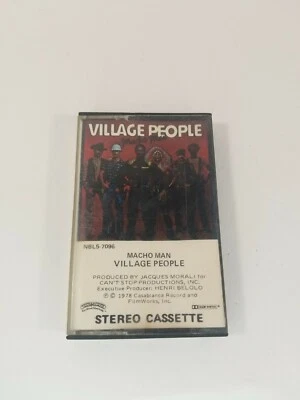 VILLAGE PEOPLE
NBL5-7096
MACHO MAN
VILLAGE PEOPLE
PRODUCED BY JACQUES MORALI for
CAN'T STOP PRODUCTIONS, INC.
Executive Producer: HENRI BELOLO
℗ © 1978 Casablanca Record and
FilmWorks, Inc.
STEREO CASSETTE